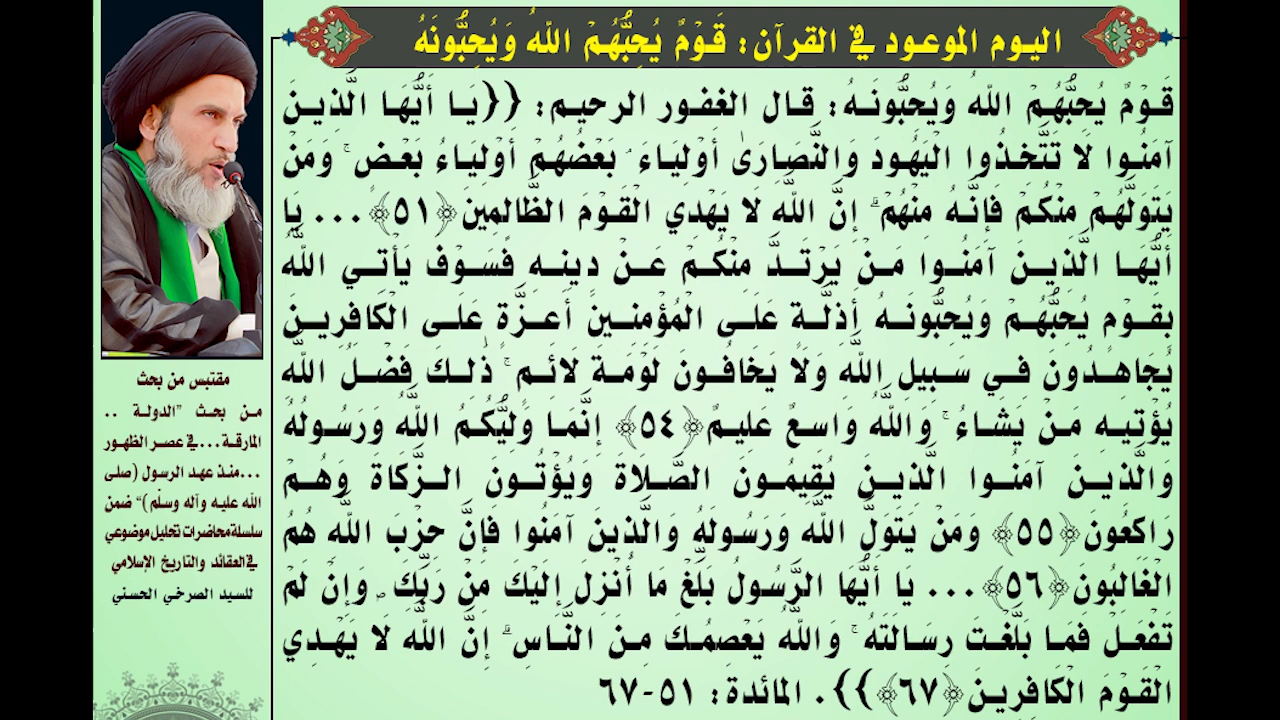 اليوم الموعود في القرآن: قَوْمٌ يُحِبُّهُمْ اللهُ وَيُحِبُّونَهُ
قَوْمٌ يُحِبُّهُمْ اللهُ وَيُحِبُّونَهُ: قال الغفور الرحيم: {{يَا أَيُّهَا الَّذِينَ
آمَنُوا لَا تَتَّخِذُوا الْيَهُودَ وَالنَّصَارَىٰ أَوْلِيَاءَ ۘ بَعْضُهُمْ أَوْلِيَاءُ بَعْضٍ ۚ وَمَنْ
يَتَوَلَّهُمْ مِنْكُمْ فَإِنَّهُ مِنْهُمْ ۗ إِنَّ اللَّهَ لَا يَهْدِي الْقَوْمَ الظَّالِمِينَ﴿٥١﴾... يَا
أَيُّهَا الَّذِينَ آمَنُوا مَنْ يَرْتَدَّ مِنْكُمْ عَنْ دِينِهِ فَسَوْفَ يَأْتِي اللَّهُ
بِقَوْمٍ يُحِبُّهُمْ وَيُحِبُّونَهُ أَذِلَّةٍ عَلَى الْمُؤْمِنِينَ أَعِزَّةٍ عَلَى الْكَافِرِينَ
يُجَاهِدُونَ فِي سَبِيلِ اللَّهِ وَلَا يَخَافُونَ لَوْمَةَ لَائِمٍ ۚ ذَٰلِكَ فَضْلُ اللَّهِ
يُؤْتِيهِ مَنْ يَشَاءُ ۚ وَاللَّهُ وَاسِعٌ عَلِيمٌ﴿٥٤﴾ إِنَّمَا وَلِيُّكُمُ اللَّهُ وَرَسُولُهُ
وَالَّذِينَ آمَنُوا الَّذِينَ يُقِيمُونَ الصَّلَاةَ وَيُؤْتُونَ الزَّكَاةَ وَهُمْ
رَاكِعُونَ﴿٥٥﴾ وَمَنْ يَتَوَلَّ اللَّهَ وَرَسُولَهُ وَالَّذِينَ آمَنُوا فَإِنَّ حِزْبَ اللَّهِ هُمُ
الْغَالِبُونَ﴿٥٦﴾... يَا أَيُّهَا الرَّسُولُ بَلِّغْ مَا أُنْزِلَ إِلَيْكَ مِنْ رَبِّكَ ۖ وَإِنْ لَمْ
تَفْعَلْ فَمَا بَلَّغْتَ رِسَالَتَهُ ۚ وَاللَّهُ يَعْصِمُكَ مِنَ النَّاسِ ۗ إِنَّ اللَّهَ لَا يَهْدِي
الْقَوْمَ الْكَافِرِينَ﴿٦٧﴾}}. المائدة: ٥١-٦٧
مقتبس من بحث
من بحث "الدولة ..
المارقة...في عصر الظهور
...منذ عهد الرسول (صلى
الله عليه وآله وسلّم)" ضمن
سلسلة محاضرات تحليل موضوعي
في العقائد والتاريخ الإسلامي
للسيد الصرخي الحسني